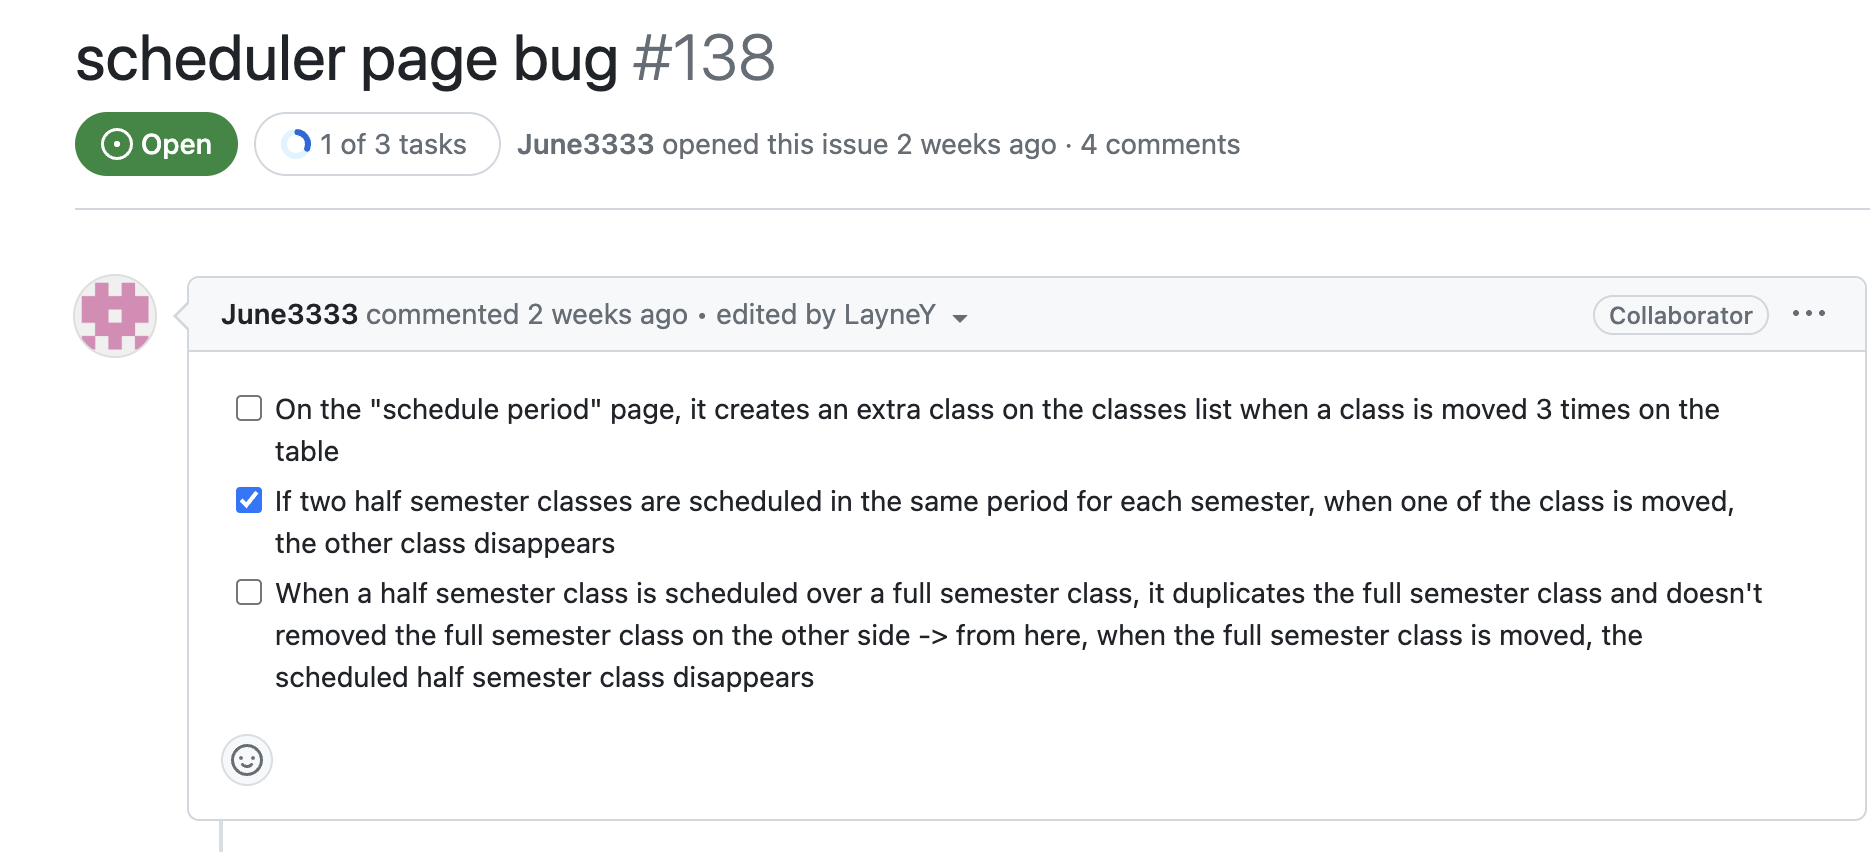 scheduler page bug #138
Open 1 of 3 tasks June3333 opened this issue 2 weeks ago · 4 comments
June3333 commented 2 weeks ago • edited by LayneY Collaborator
On the "schedule period" page, it creates an extra class on the classes list when a class is moved 3 times on the
table
If two half semester classes are scheduled in the same period for each semester, when one of the class is moved,
the other class disappears
When a half semester class is scheduled over a full semester class, it duplicates the full semester class and doesn't
removed the full semester class on the other side -> from here, when the full semester class is moved, the
scheduled half semester class disappears